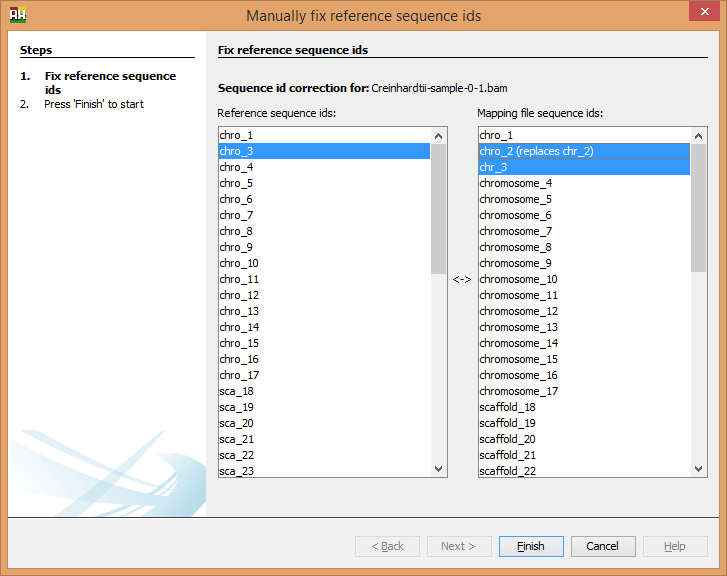 Manually fix reference sequence ids
Steps
1. Fix reference sequence
ids
2. Press 'Finish' to start
Fix reference sequence ids
Sequence id correction for: Creinhardtii-sample-0-1.bam
Reference sequence ids:
chro_1
chro_3
chro_4
chro_5
chro_6
chro_7
chro_8
chro_9
chro_10
chro_11
chro_12
chro_13
chro_14
chro_15
chro_16
chro_17
sca_18
sca_19
sca_20
sca_21
sca_22
sca_23
<->
Mapping file sequence ids:
chro_1
chro_2 (replaces chr_2)
chr_3
chromosome_4
chromosome_5
chromosome_6
chromosome_7
chromosome_8
chromosome_9
chromosome_10
chromosome_11
chromosome_12
chromosome_13
chromosome_14
chromosome_15
chromosome_16
chromosome_17
scaffold_18
scaffold_19
scaffold_20
scaffold_21
scaffold_22
< Back
Next >
Finish
Cancel
Help